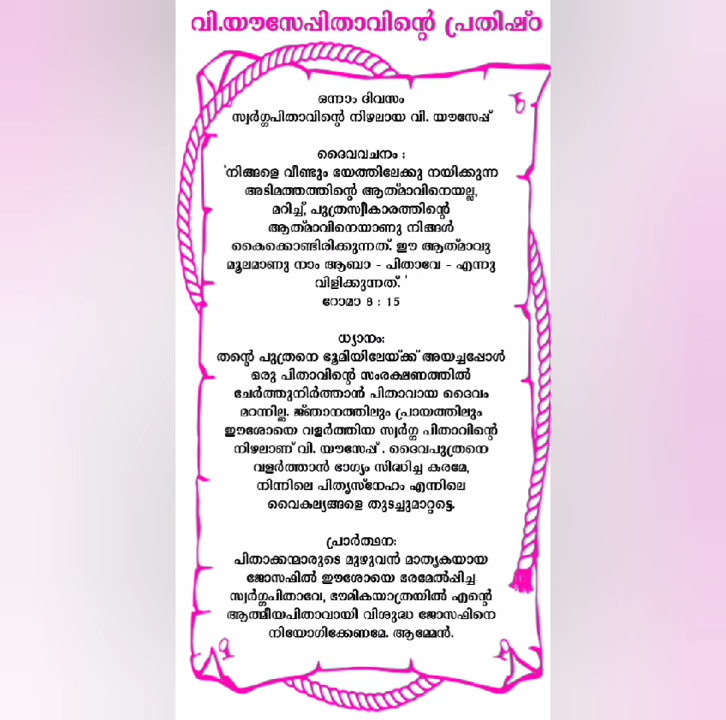 വി.യൗസേപ്പിതാവിന്റെ പ്രതിഷ്ഠ
ഒന്നാം ദിവസം
സ്വർഗ്ഗപിതാവിന്റെ നിഴലായ വി. യൗസേപ്പ്
ദൈവവചനം :
'നിങ്ങളെ വീണ്ടും ഭയത്തിലേക്കു നയിക്കുന്ന
അടിമത്തത്തിന്റെ ആത്മാവിനെയല്ല,
മറിച്ച്, പുത്രസ്വീകാരത്തിന്റെ
ആത്മാവിനെയാണു നിങ്ങൾ
കൈക്കൊണ്ടിരിക്കുന്നത്. ഈ ആത്മാവു
മൂലമാണു നാം ആബാ - പിതാവേ - എന്നു
വിളിക്കുന്നത്. '
റോമാ 8 : 15
ധ്യാനം:
തന്റെ പുത്രനെ ഭൂമിയിലേയ്ക്ക് അയച്ചപ്പോൾ
ഒരു പിതാവിന്റെ സംരക്ഷണത്തിൽ
ചേർത്തുനിർത്താൻ പിതാവായ ദൈവം
മറന്നില്ല. ജ്ഞാനത്തിലും പ്രായത്തിലും
ഈശോയെ വളർത്തിയ സ്വർഗ്ഗ പിതാവിന്റെ
നിഴലാണ് വി. യൗസേപ്പ് . ദൈവപുത്രനെ
വളർത്താൻ ഭാഗ്യം സിദ്ധിച്ച കരമേ,
നിന്നിലെ പിതൃസ്നേഹം എന്നിലെ
വൈകല്യങ്ങളെ തുടച്ചുമാറ്റട്ടെ.
പ്രാർത്ഥന:
പിതാക്കന്മാരുടെ മുഴുവൻ മാതൃകയായ
ജോസഫിൽ ഈശോയെ ഭരമേൽപ്പിച്ച
സ്വർഗ്ഗപിതാവേ, ഭൗമികയാത്രയിൽ എന്റെ
ആത്മീയപിതാവായി വിശുദ്ധ ജോസഫിനെ
നിയോഗിക്കേണമേ. ആമ്മേൻ.